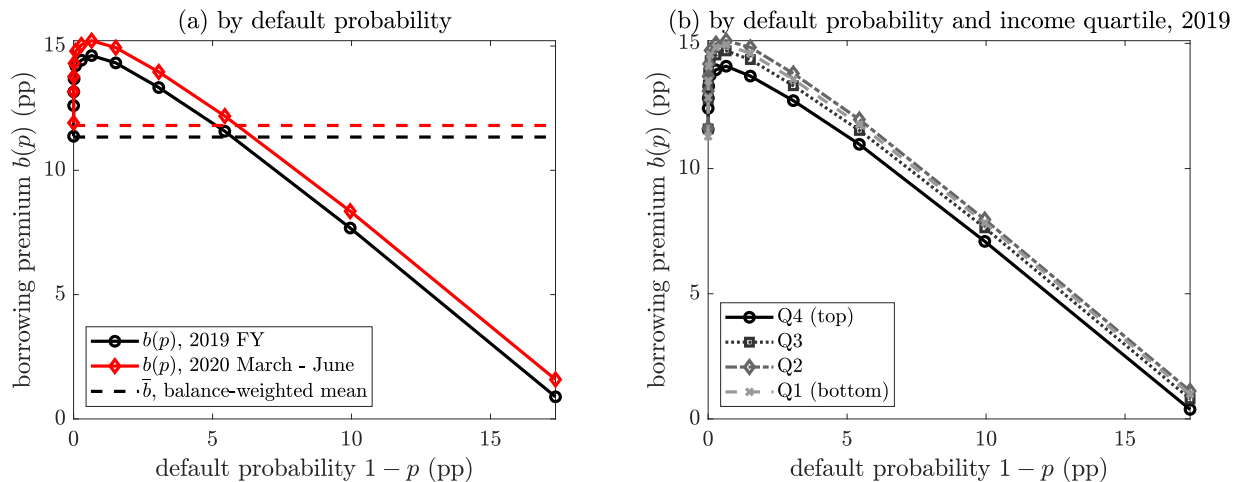 (a) by default probability
borrowing premium b(p) (pp)
15
10
5
0
b(p), 2019 FY
b(p), 2020 March - June
b̄, balance-weighted mean
0
5
10
15
default probability 1 − p (pp)
(b) by default probability and income quartile, 2019
borrowing premium b(p) (pp)
15
10
5
0
Q4 (top)
Q3
Q2
Q1 (bottom)
0
5
10
15
default probability 1 − p (pp)